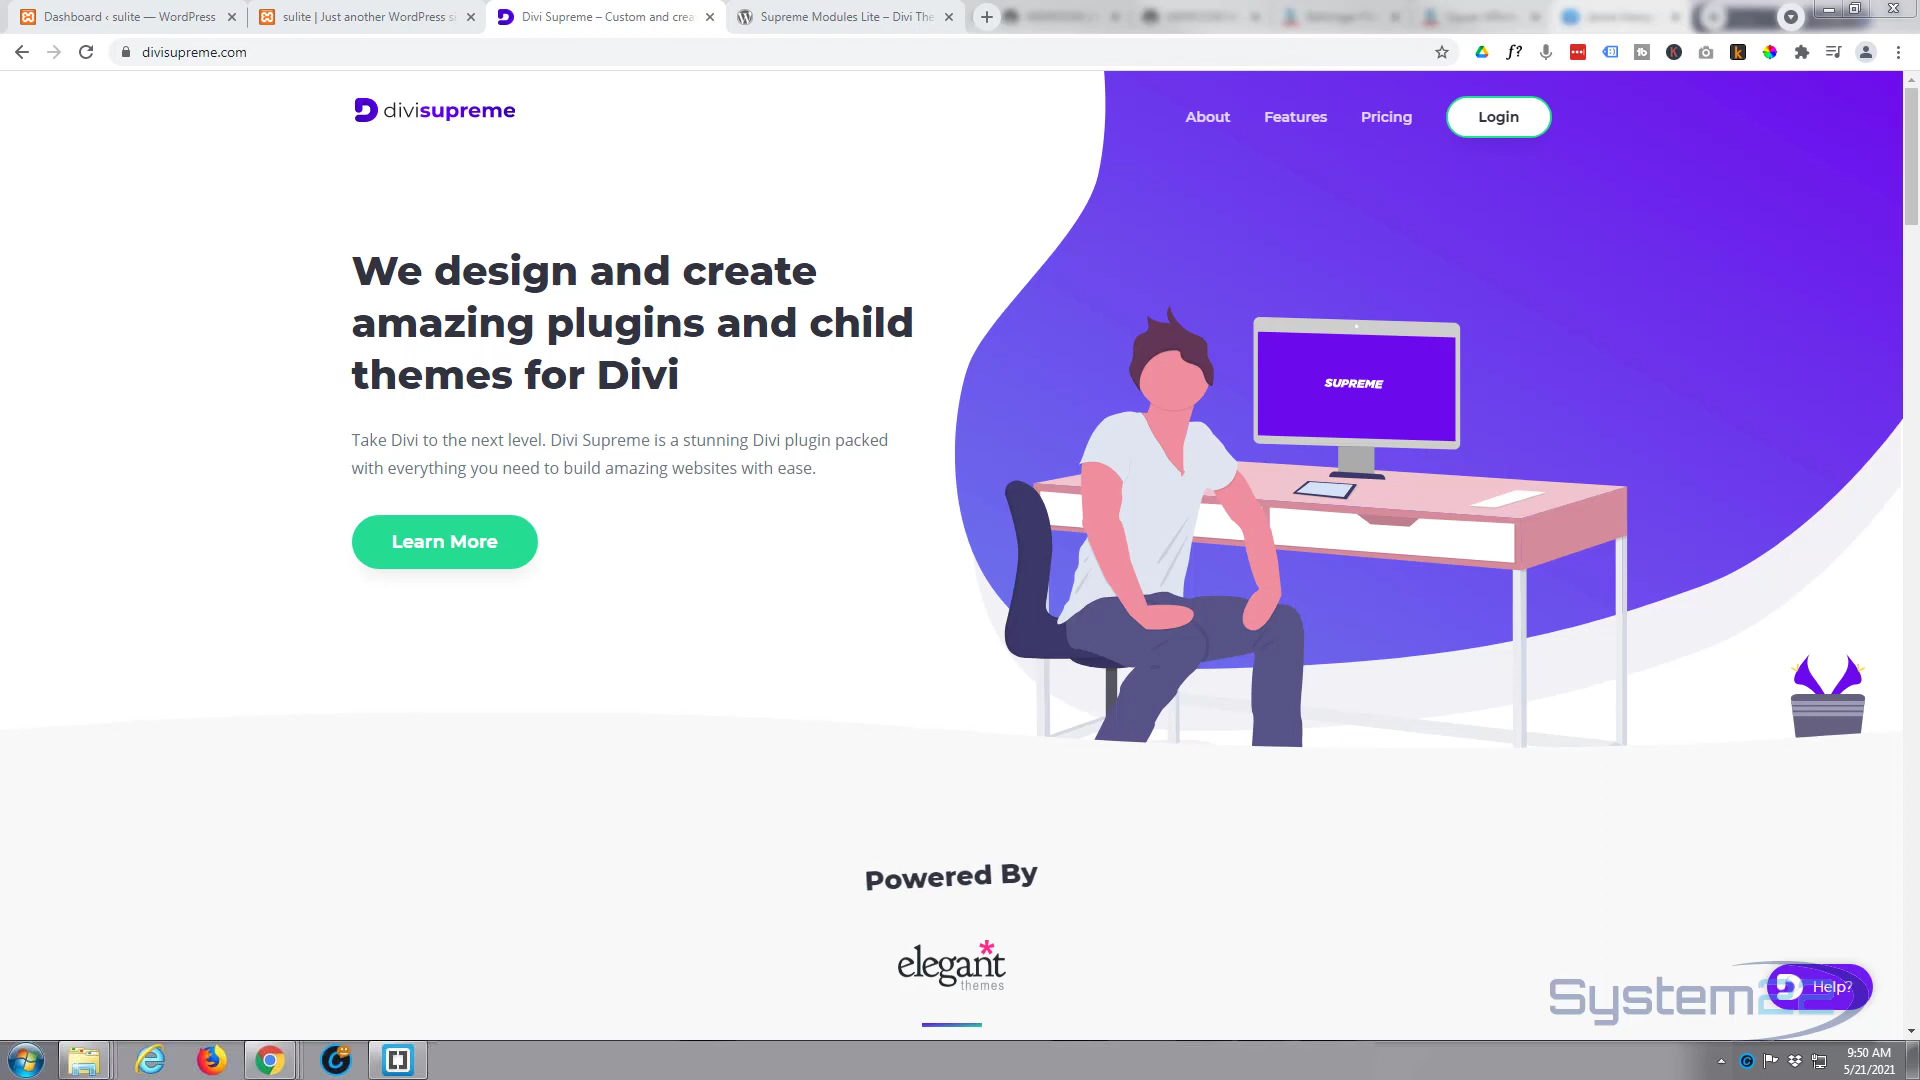 Dashboard ‹ sulite — WordPress
sulite | Just another WordPress si
Divi Supreme – Custom and crea
Supreme Modules Lite – Divi The
divisupreme.com
divisupreme
About
Features
Pricing
Login
We design and create
amazing plugins and child
themes for Divi
Take Divi to the next level. Divi Supreme is a stunning Divi plugin packed
with everything you need to build amazing websites with ease.
Learn More
SUPREME
Powered By
elegant
themes
System22
Help?
9:50 AM
5/21/2021